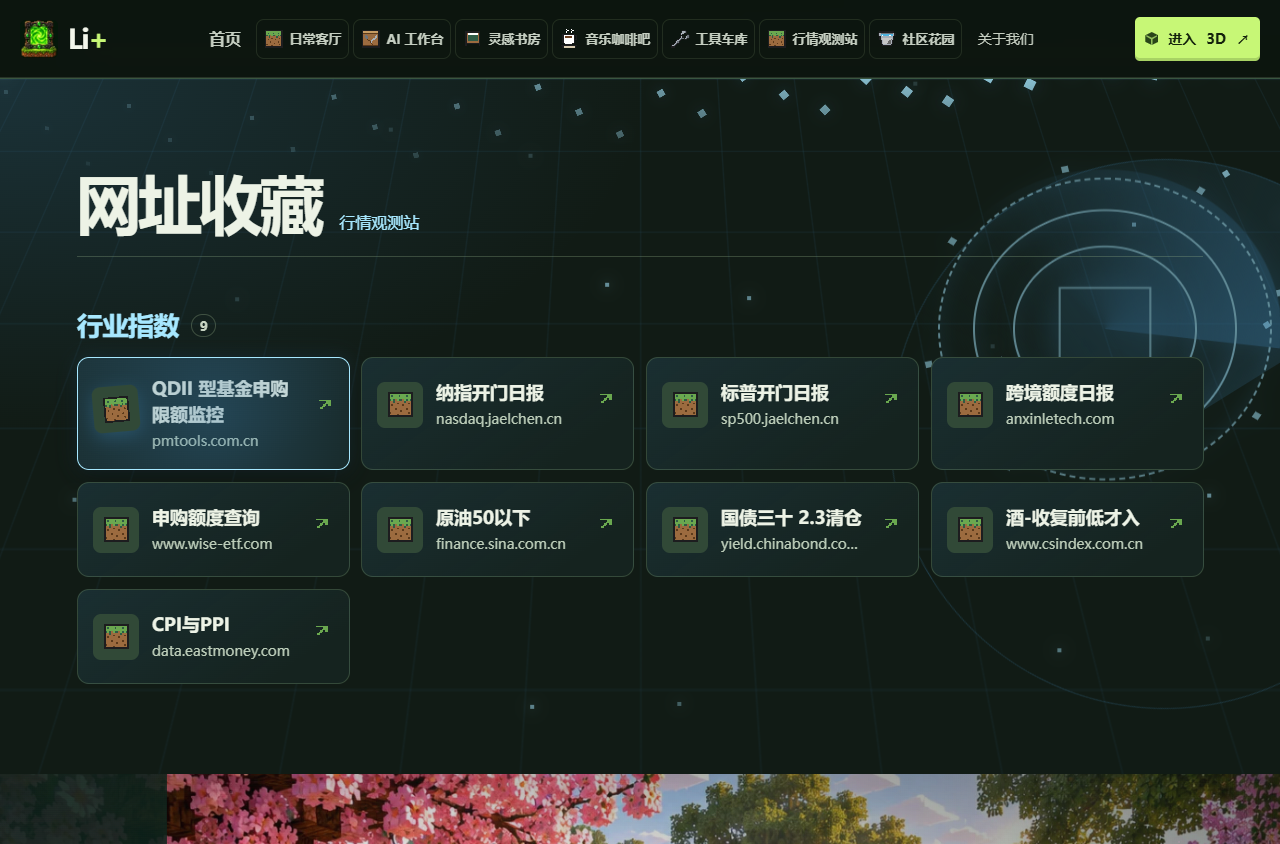 Li+
首页
日常客厅
AI 工作台
灵感书房
音乐咖啡吧
工具车库
行情观测站
社区花园
关于我们
进入 3D ↗
网址收藏
行情观测站
行业指数 9
QDII 型基金申购
限额监控
pmtools.com.cn
纳指开门日报
nasdaq.jaelchen.cn
标普开门日报
sp500.jaelchen.cn
跨境额度日报
anxinletech.com
申购额度查询
www.wise-etf.com
原油50以下
finance.sina.com.cn
国债三十 2.3清仓
yield.chinabond.co...
酒-收复前低才入
www.csindex.com.cn
CPI与PPI
data.eastmoney.com